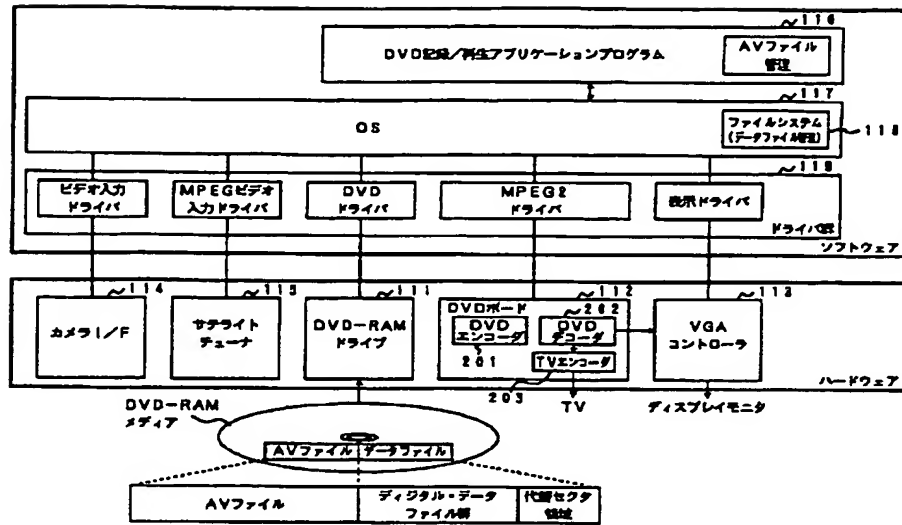 116
DVD記録/再生アプリケーションプログラム
AVファイル
管理
117
OS
ファイルシステム
(データファイル管理)
118
119
ビデオ入力
ドライバ
MPEGビデオ
入力ドライバ
DVD
ドライバ
MPEG2
ドライバ
表示ドライバ
ドライバ群
ソフトウェア
114
115
111
112
113
カメラI/F
サテライト
チューナ
DVD-RAM
ドライブ
DVDボード
202
DVD
エンコーダ
201
DVD
デコーダ
TVエンコーダ
203
VGA
コントローラ
ハードウェア
TV
ディスプレイモニタ
DVD-RAM
メディア
AVファイル
データファイル
AVファイル
ディジタル・データ
ファイル群
代替セクタ
領域